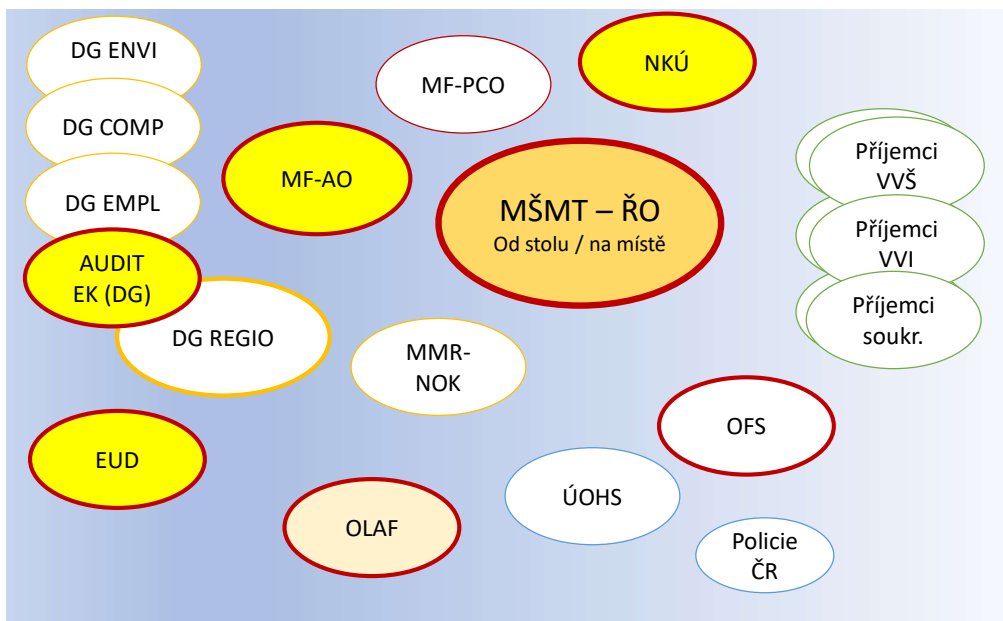 DG ENVI
DG COMP
DG EMPL
AUDIT
EK (DG)
DG REGIO
EUD
MF-AO
MF-PCO
NKÚ
MŠMT – ŘO
Od stolu / na místě
MMR-
NOK
OLAF
ÚOHS
OFS
Policie
ČR
Příjemci
VVŠ
Příjemci
VVI
Příjemci
soukr.